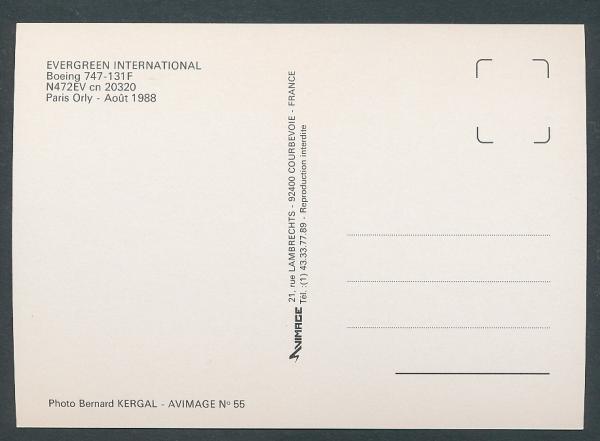 EVERGREEN INTERNATIONAL
Boeing 747-131F
N472EV cn 20320
Paris Orly - Août 1988
AVIMAGE 21, rue LAMBRECHTS - 92400 COURBEVOIE - FRANCE
Tél. :(1) 43.33.77.89 - Reproduction interdite
Photo Bernard KERGAL - AVIMAGE Nº 55